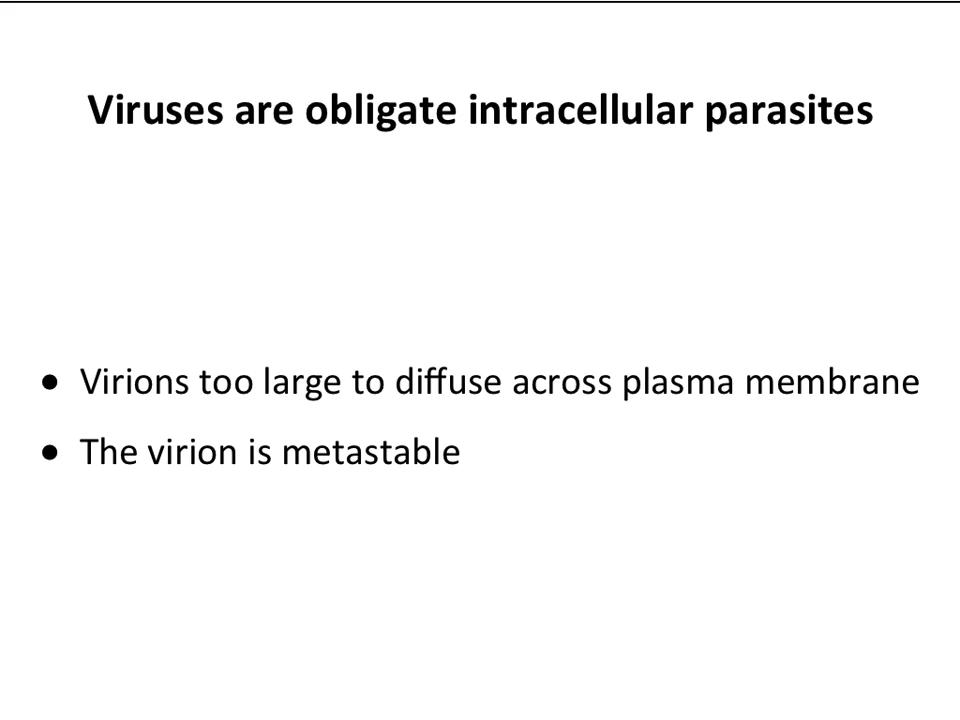 Viruses are obligate intracellular parasites
• Virions too large to diffuse across plasma membrane
• The virion is metastable